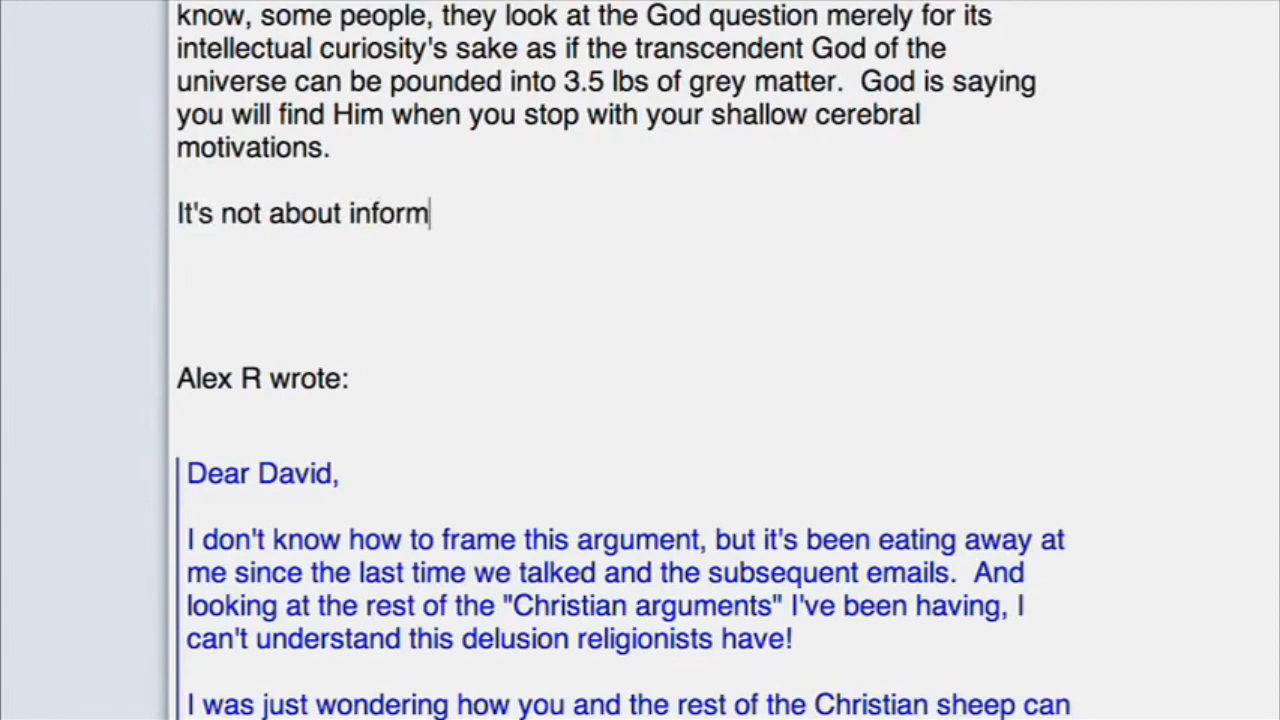 know, some people, they look at the God question merely for its
intellectual curiosity's sake as if the transcendent God of the
universe can be pounded into 3.5 lbs of grey matter.  God is saying
you will find Him when you stop with your shallow cerebral
motivations.
It's not about inform
Alex R wrote:
Dear David,
I don't know how to frame this argument, but it's been eating away at
me since the last time we talked and the subsequent emails.  And
looking at the rest of the "Christian arguments" I've been having, I
can't understand this delusion religionists have!
I was just wondering how you and the rest of the Christian sheep can